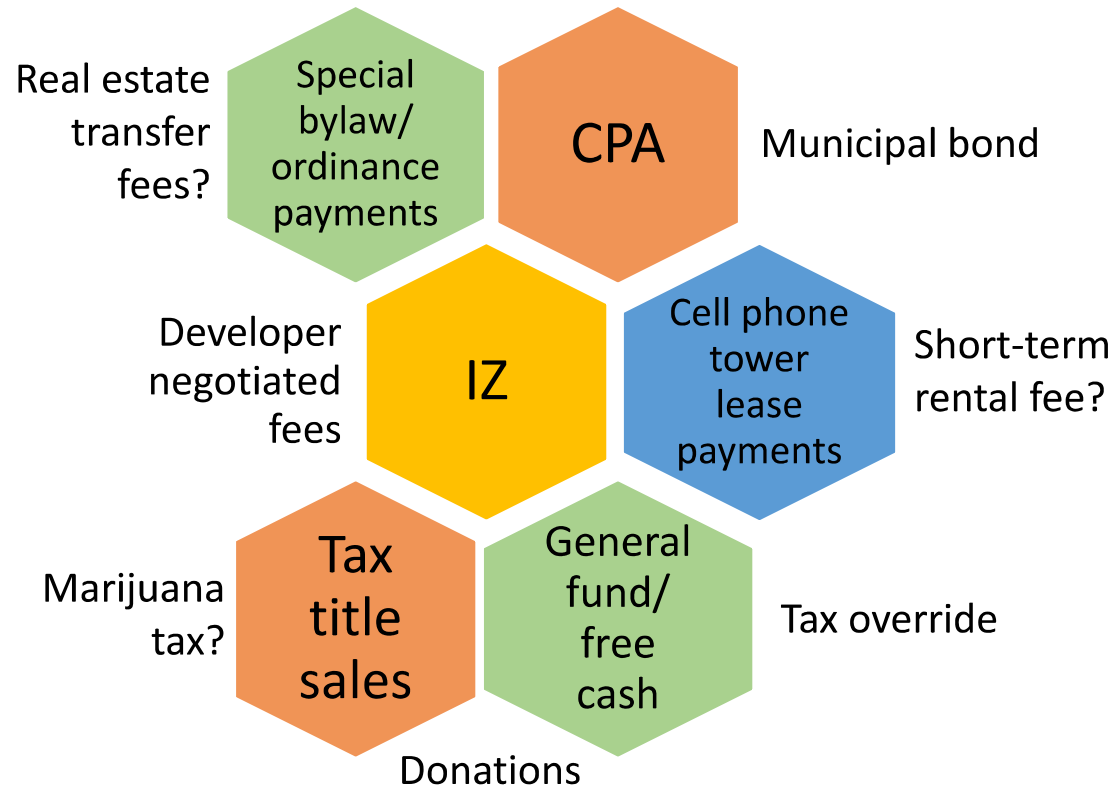 Real estate
transfer
fees?
Special
bylaw/
ordinance
payments
CPA
Municipal bond
Developer
negotiated
fees
IZ
Cell phone
tower
lease
payments
Short-term
rental fee?
Marijuana
tax?
Tax
title
sales
General
fund/
free
cash
Tax override
Donations